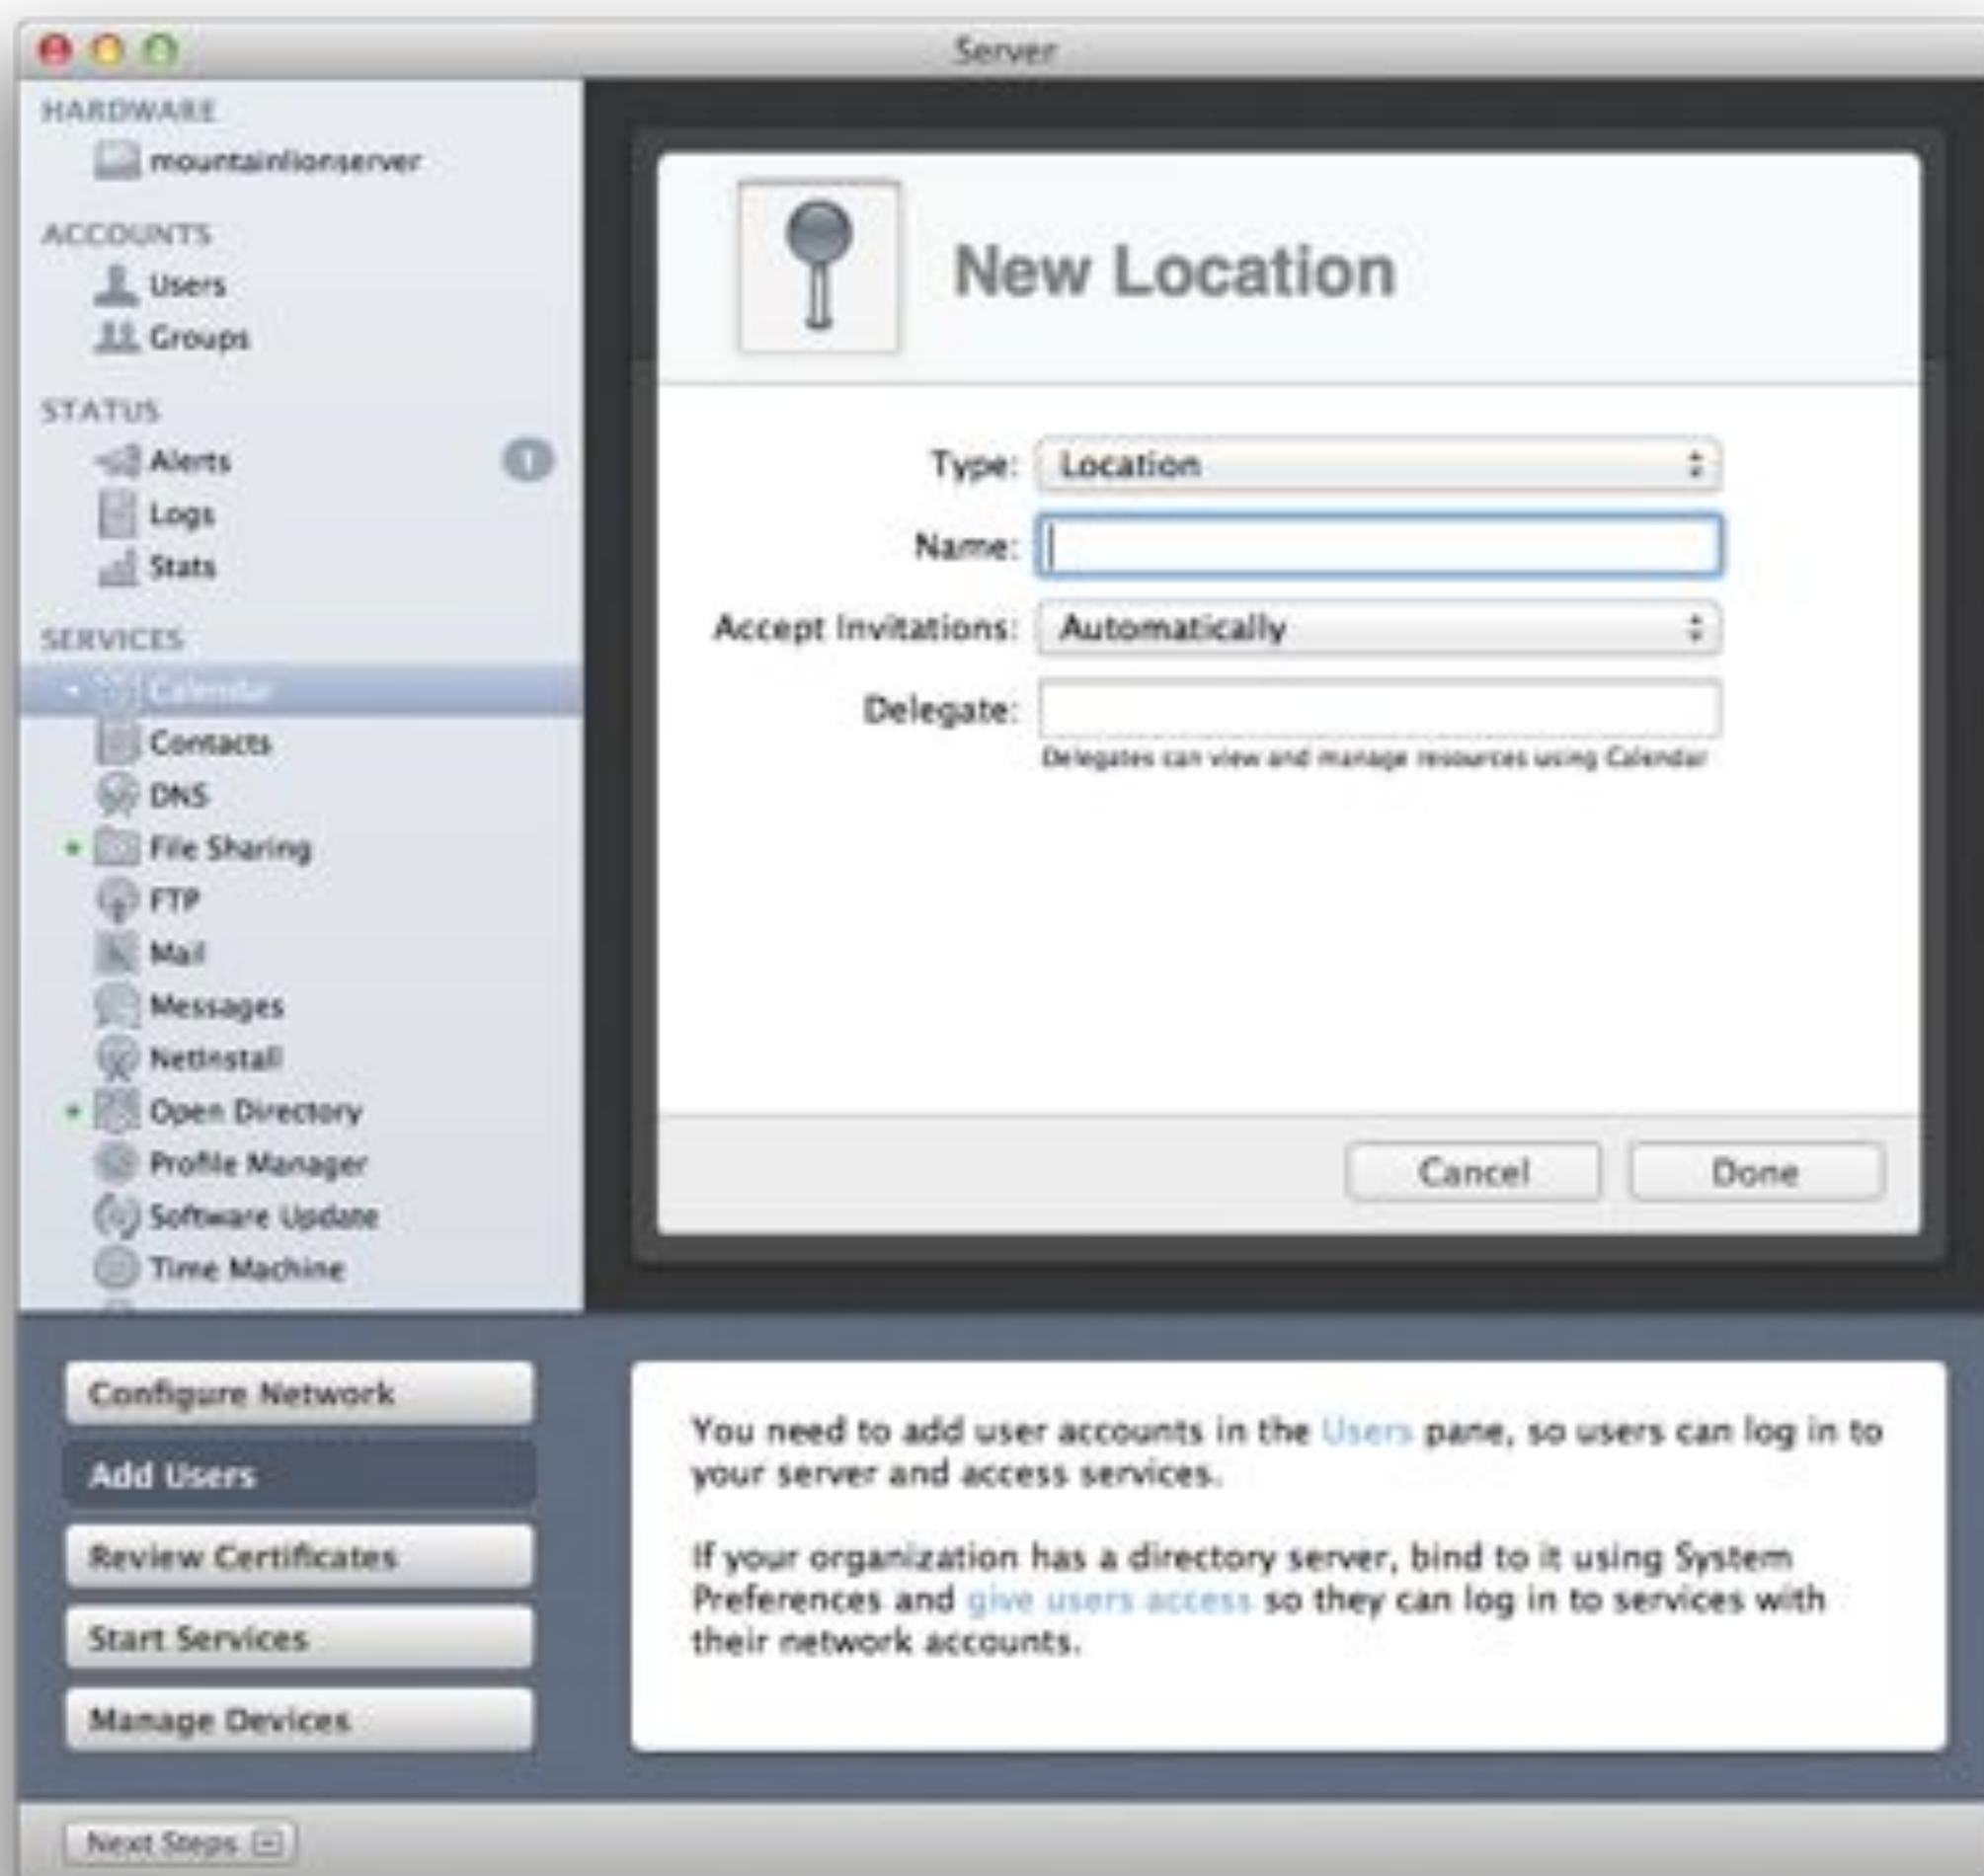 Server
HARDWARE
mountainlionserver
ACCOUNTS
Users
Groups
STATUS
Alerts
1
Logs
Stats
SERVICES
Calendar
Contacts
DNS
File Sharing
FTP
Mail
Messages
NetInstall
Open Directory
Profile Manager
Software Update
Time Machine
New Location
Type: Location
Name:
Accept Invitations: Automatically
Delegate:
Delegates can view and manage resources using Calendar
Cancel
Done
Configure Network
Add Users
Review Certificates
Start Services
Manage Devices
You need to add user accounts in the Users pane, so users can log in to
your server and access services.
If your organization has a directory server, bind to it using System
Preferences and give users access so they can log in to services with
their network accounts.
Next Steps